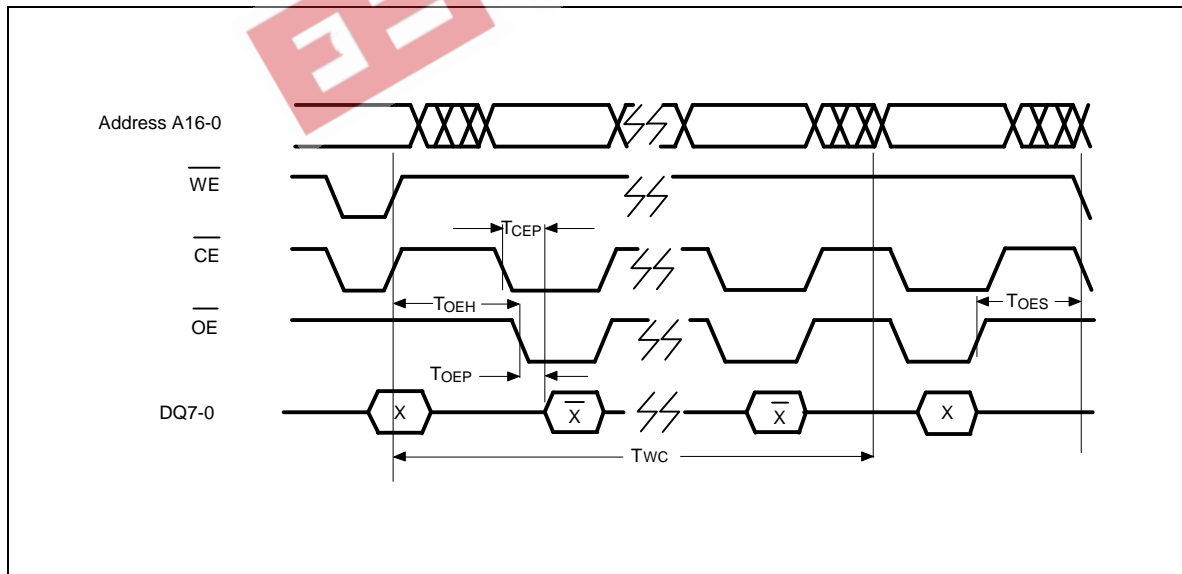 Address A16-0
WE
TCEP
CE
TOEH
TOES
OE
TOEP
DQ7-0
X
X
X
X
TWC